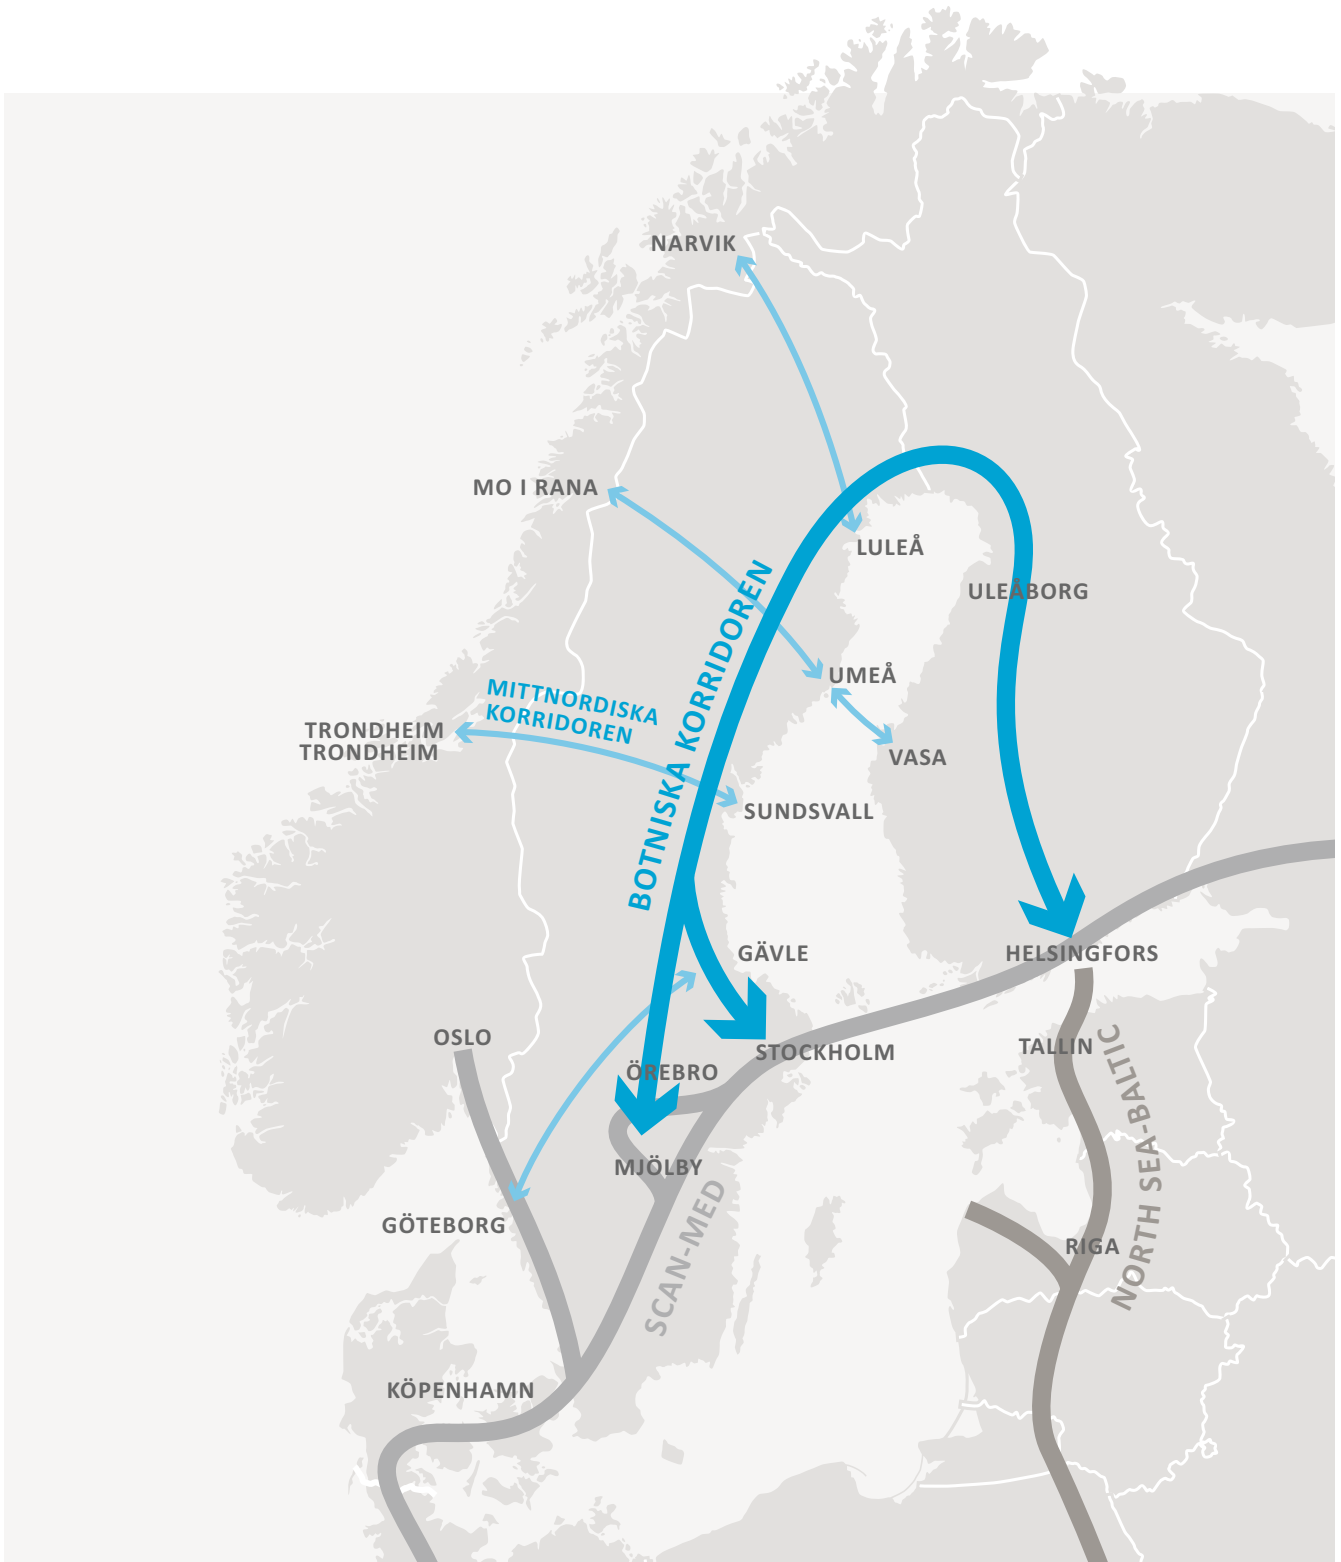 NARVIK
MO I RANA
LULEÅ
ULEÅBORG
BOTNISKA KORRIDOREN
UMEÅ
MITTNORDISKA
KORRIDOREN
TRONDHEIM
TRONDHEIM
VASA
SUNDSVALL
GÄVLE
HELSINGFORS
OSLO
STOCKHOLM
TALLIN
ÖREBRO
NORTH SEA-BALTIC
MJÖLBY
SCAN-MED
GÖTEBORG
RIGA
KÖPENHAMN